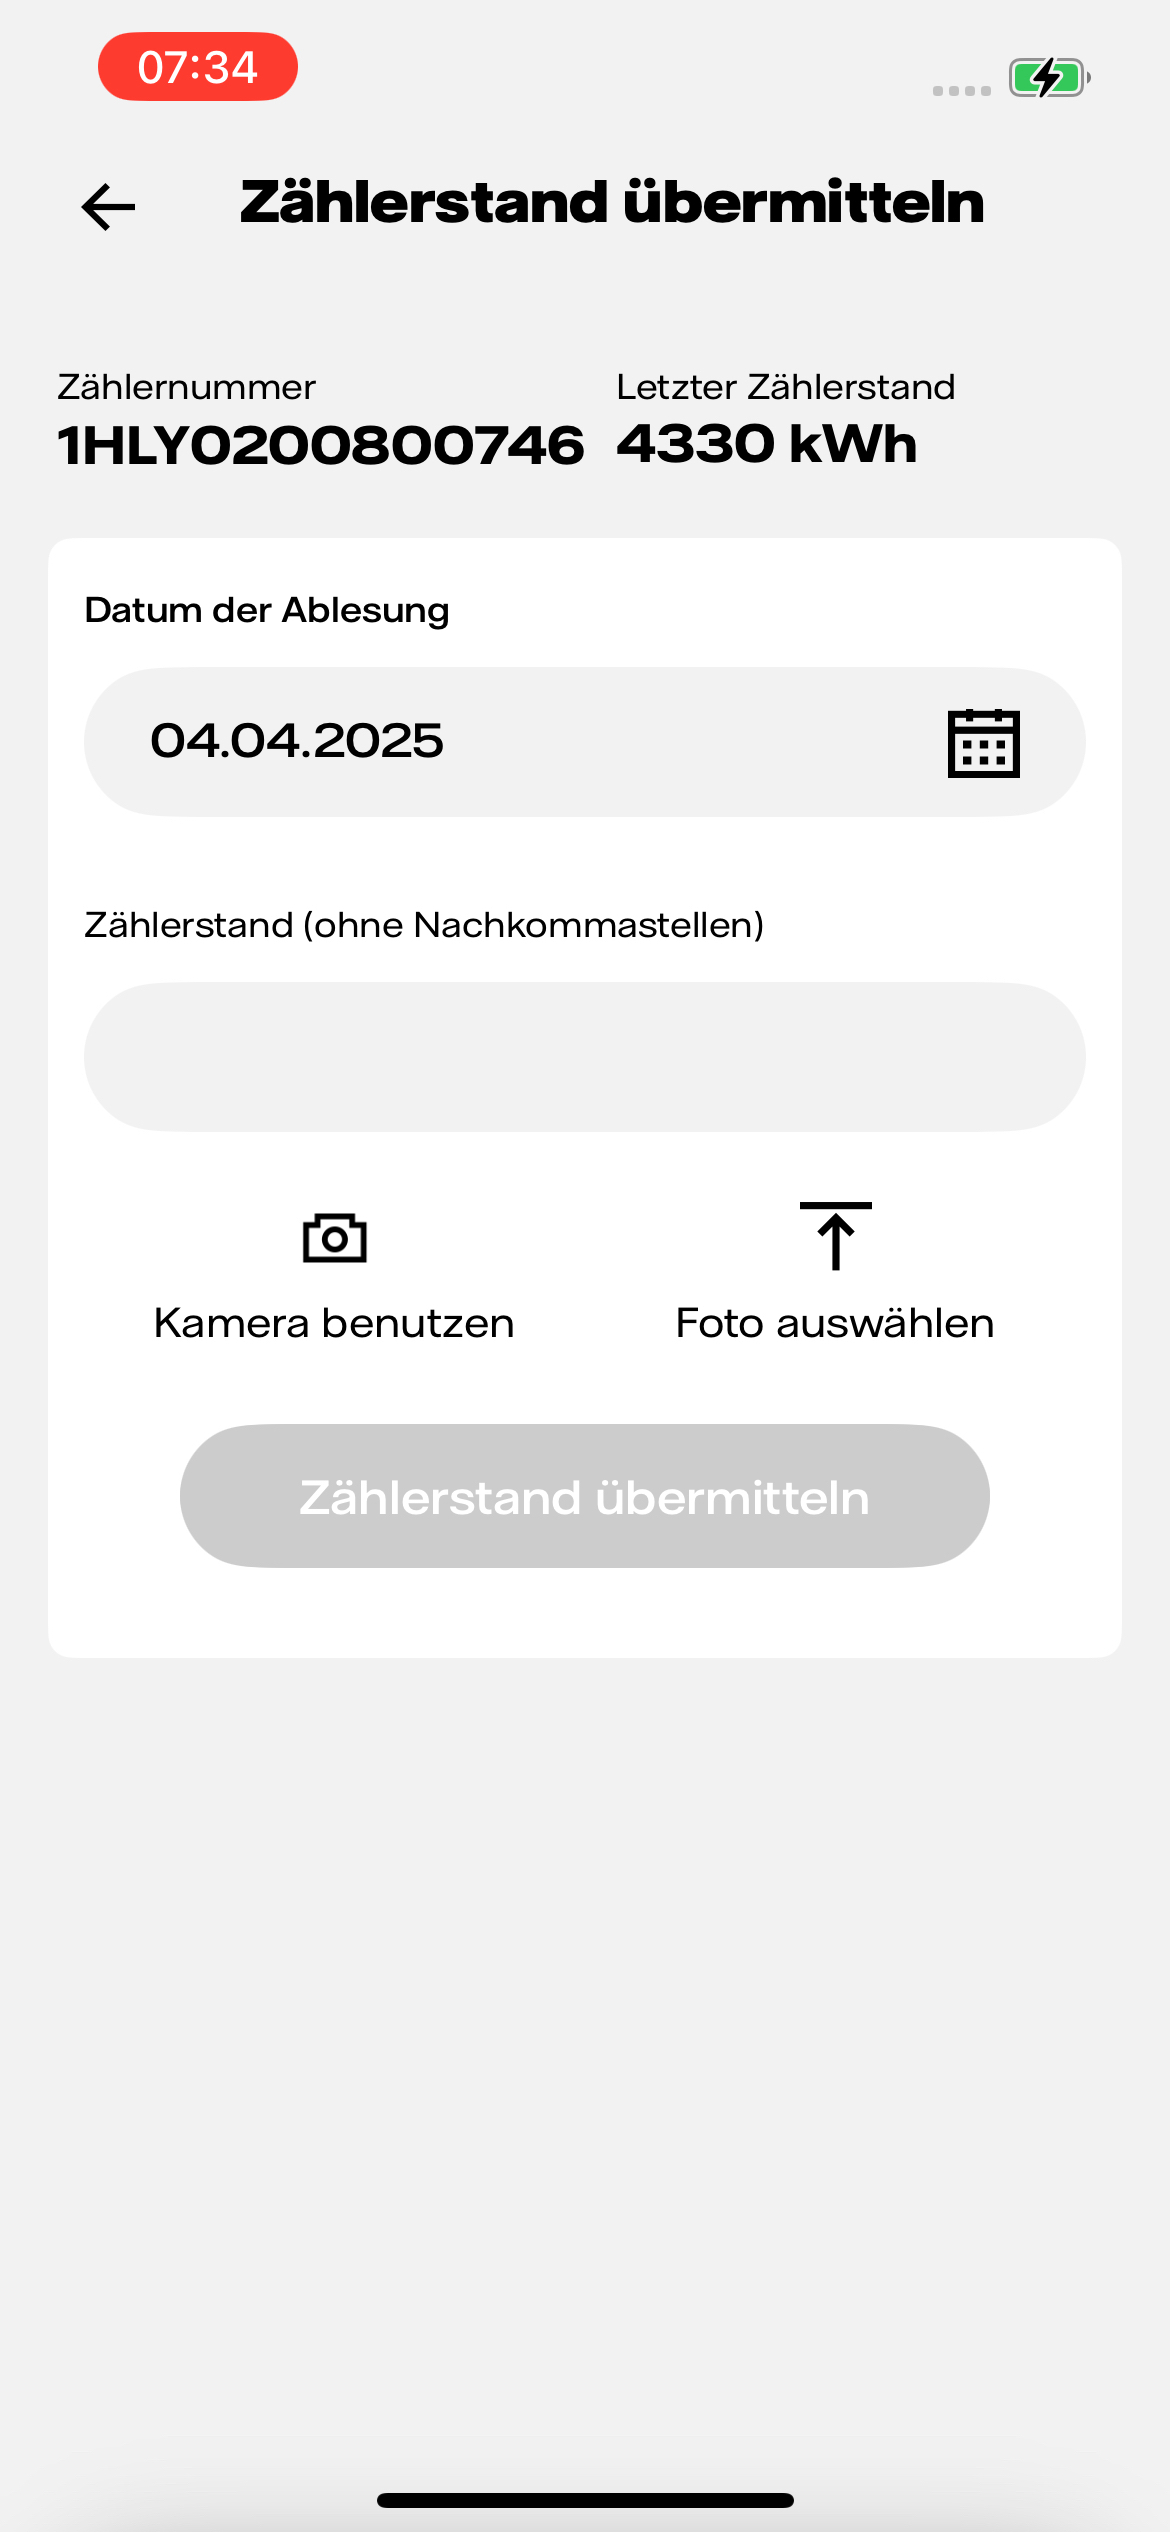 07:34
Zählerstand übermitteln
Zählernummer
1HLY0200800746
Letzter Zählerstand
4330 kWh
Datum der Ablesung
04.04.2025
Zählerstand (ohne Nachkommastellen)
Kamera benutzen
Foto auswählen
Zählerstand übermitteln